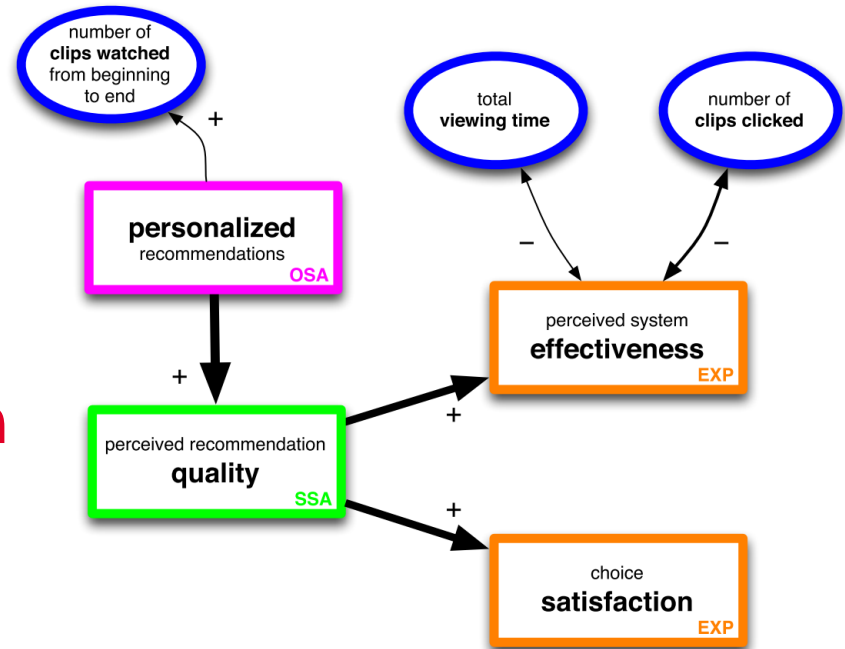 number of
clips watched
from beginning
to end
+
total
viewing time
number of
clips clicked
personalized
recommendations
OSA
−
−
perceived system
effectiveness
EXP
+
+
perceived recommendation
quality
SSA
+
choice
satisfaction
EXP